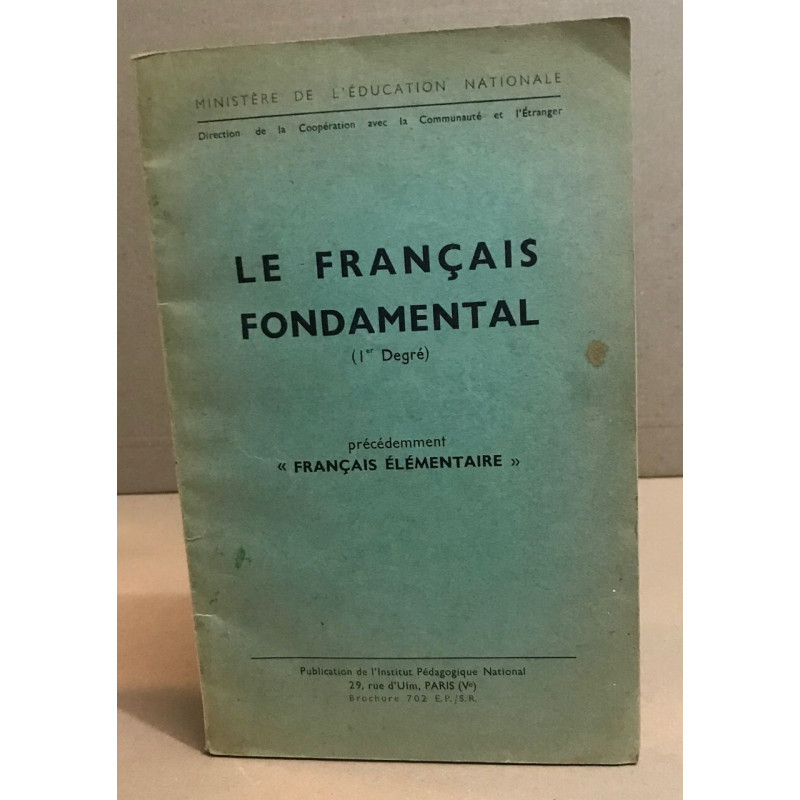 MINISTÈRE DE L'ÉDUCATION NATIONALE
Direction de la Coopération avec la Communauté et l'Étranger
LE FRANÇAIS
FONDAMENTAL
(1er Degré)
précédemment
« FRANÇAIS ÉLÉMENTAIRE »
Publication de l'Institut Pédagogique National
29, rue d'Ulm, PARIS (Ve)
Brochure 702 E.P./S.R.